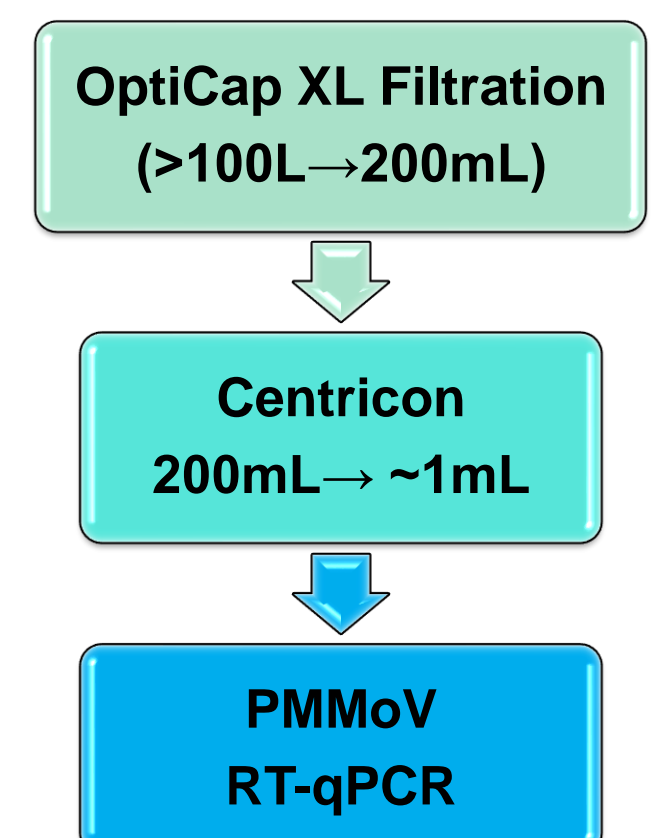 OptiCap XL Filtration
(>100L→200mL)
Centricon
200mL→ ~1mL
PMMoV
RT-qPCR